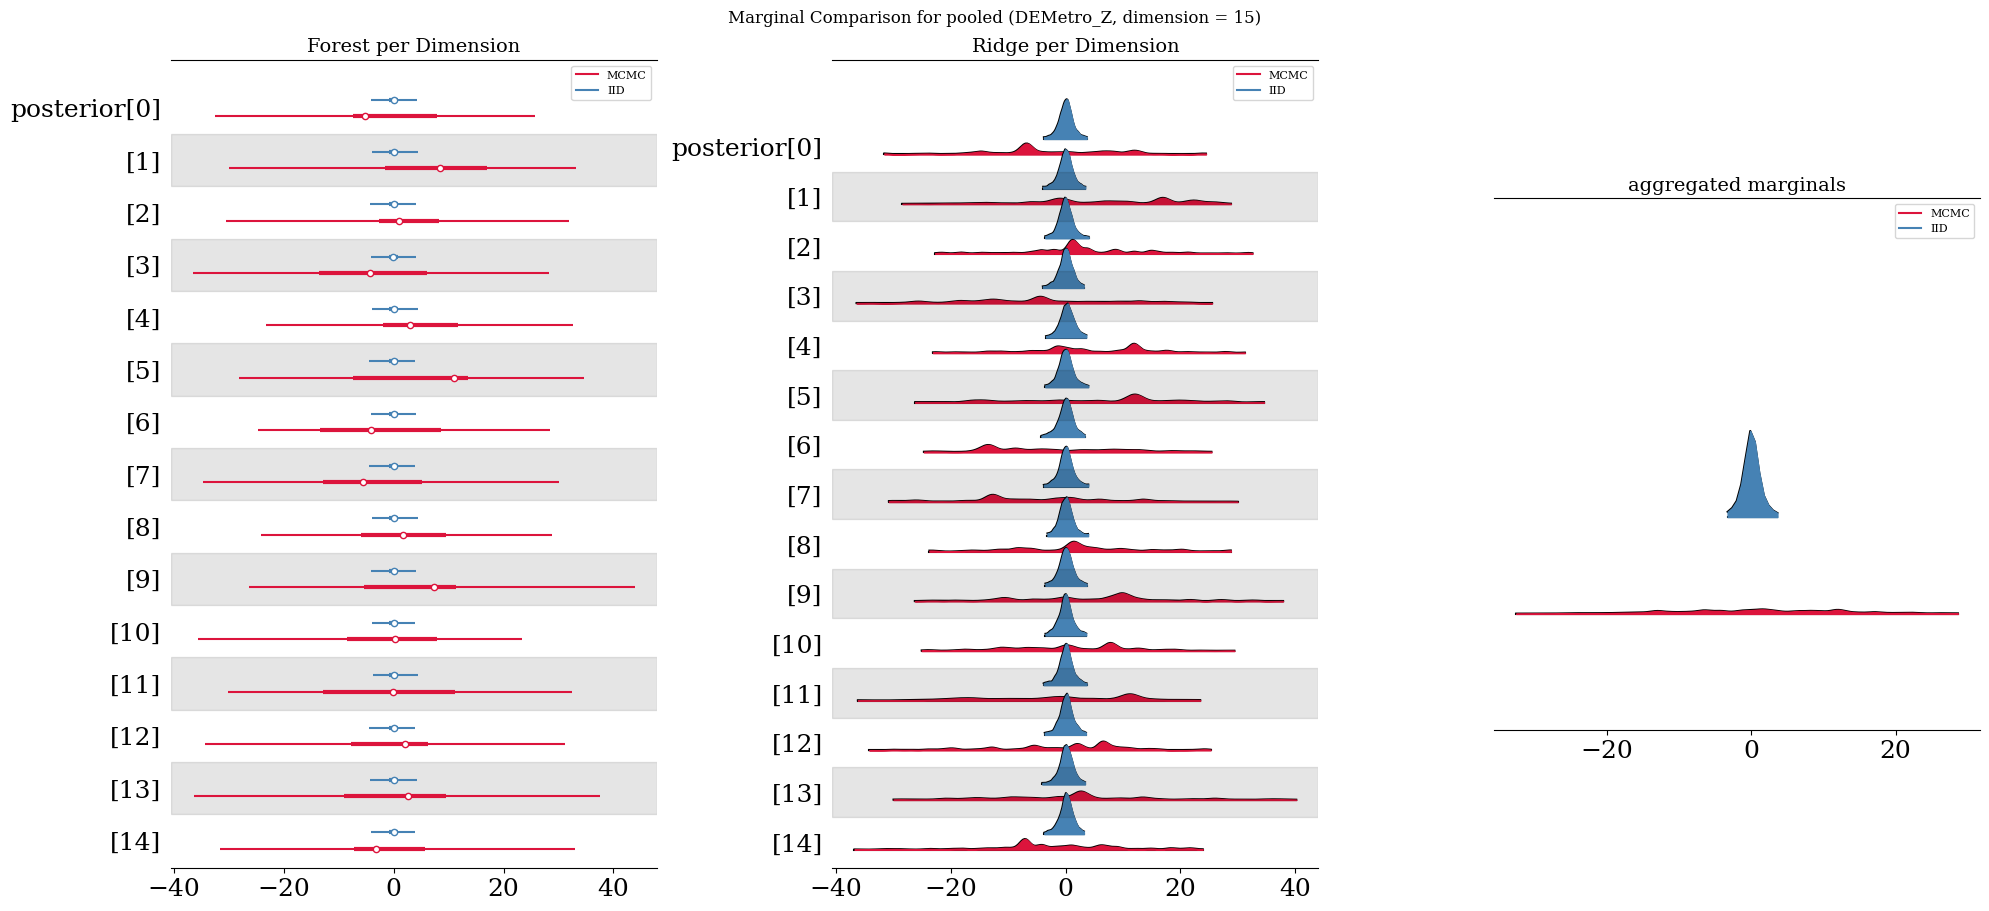 Marginal Comparison for pooled (DEMetro_Z, dimension = 15)
Forest per Dimension
MCMC
IID
posterior[0]
[1]
[2]
[3]
[4]
[5]
[6]
[7]
[8]
[9]
[10]
[11]
[12]
[13]
[14]
−40 −20 0 20 40
Ridge per Dimension
MCMC
IID
posterior[0]
[1]
[2]
[3]
[4]
[5]
[6]
[7]
[8]
[9]
[10]
[11]
[12]
[13]
[14]
−40 −20 0 20 40
aggregated marginals
MCMC
IID
−20 0 20